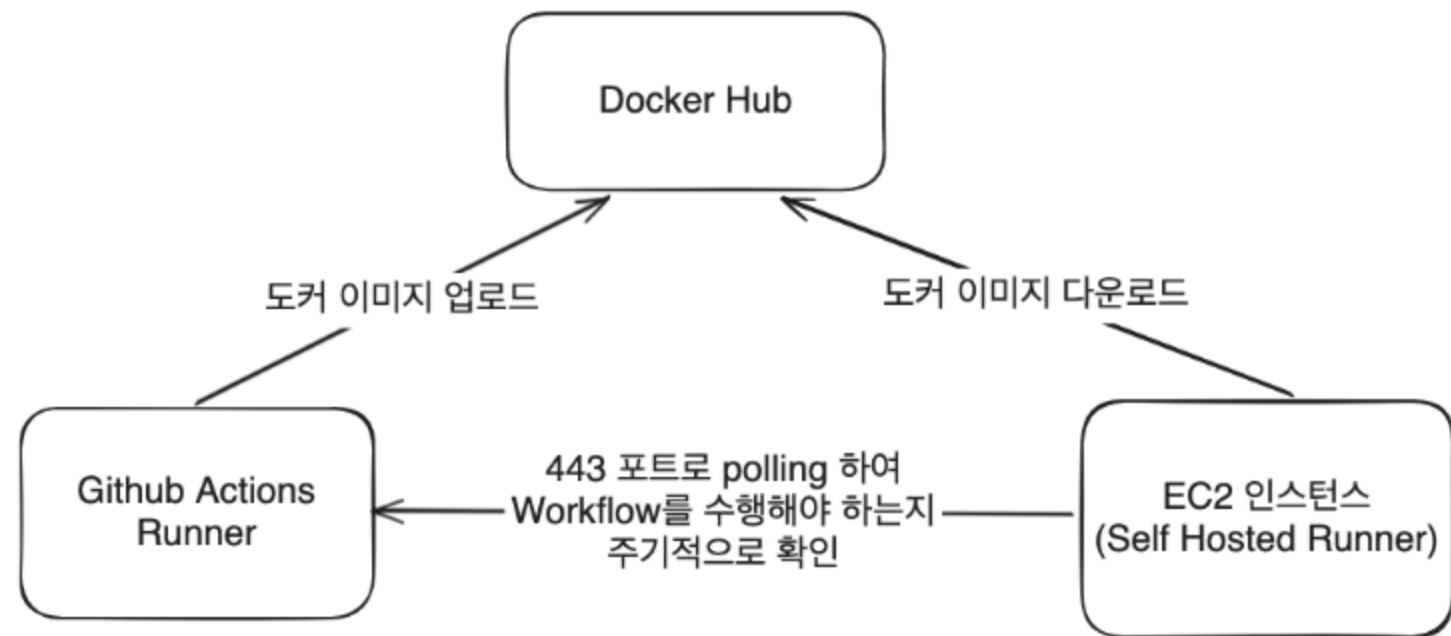 Docker Hub
도커 이미지 업로드
도커 이미지 다운로드
443 포트로 polling 하여
Workflow를 수행해야 하는지
주기적으로 확인
Github Actions
Runner
EC2 인스턴스
(Self Hosted Runner)